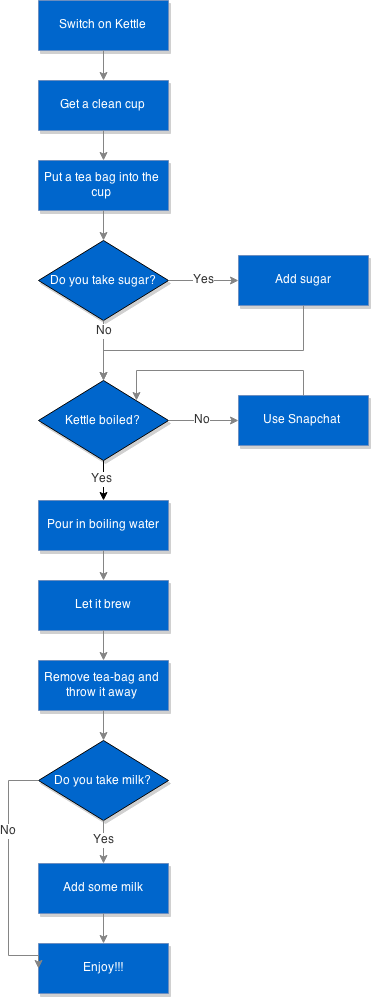 Switch on Kettle
Get a clean cup
Put a tea bag into the
cup
Do you take sugar?
Yes
Add sugar
No
Kettle boiled?
No
Use Snapchat
Yes
Pour in boiling water
Let it brew
Remove tea-bag and
throw it away
Do you take milk?
No
Yes
Add some milk
Enjoy!!!